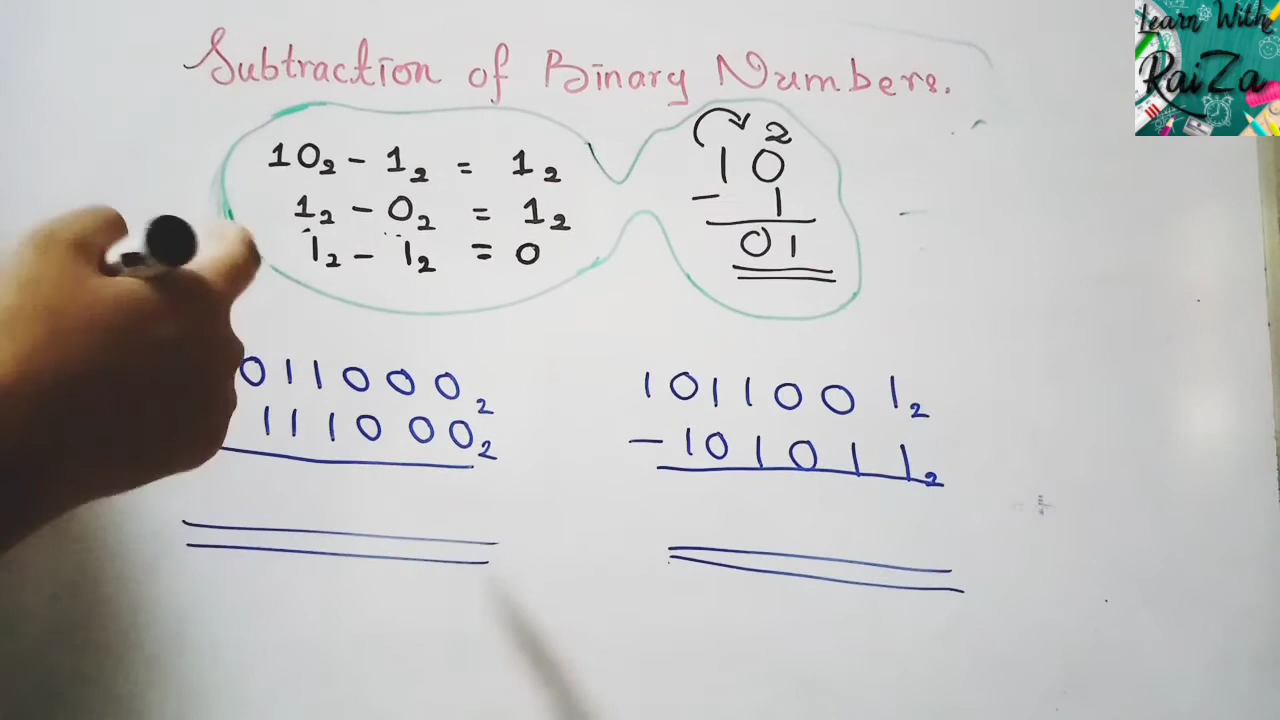 Learn With
RaiZa
Subtraction of Binary Numbers.
10₂ - 1₂ = 1₂
1₂ - 0₂ = 1₂
1₂ - 1₂ = 0
2
10
- 1
01
011000₂
111000₂
1011001₂
- 101011₂